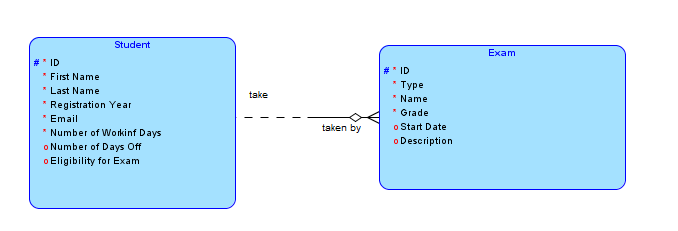 Student
# * ID
* First Name
* Last Name
* Registration Year
* Email
* Number of Workinf Days
o Number of Days Off
o Eligibility for Exam
take
taken by
Exam
# * ID
* Type
* Name
* Grade
o Start Date
o Description